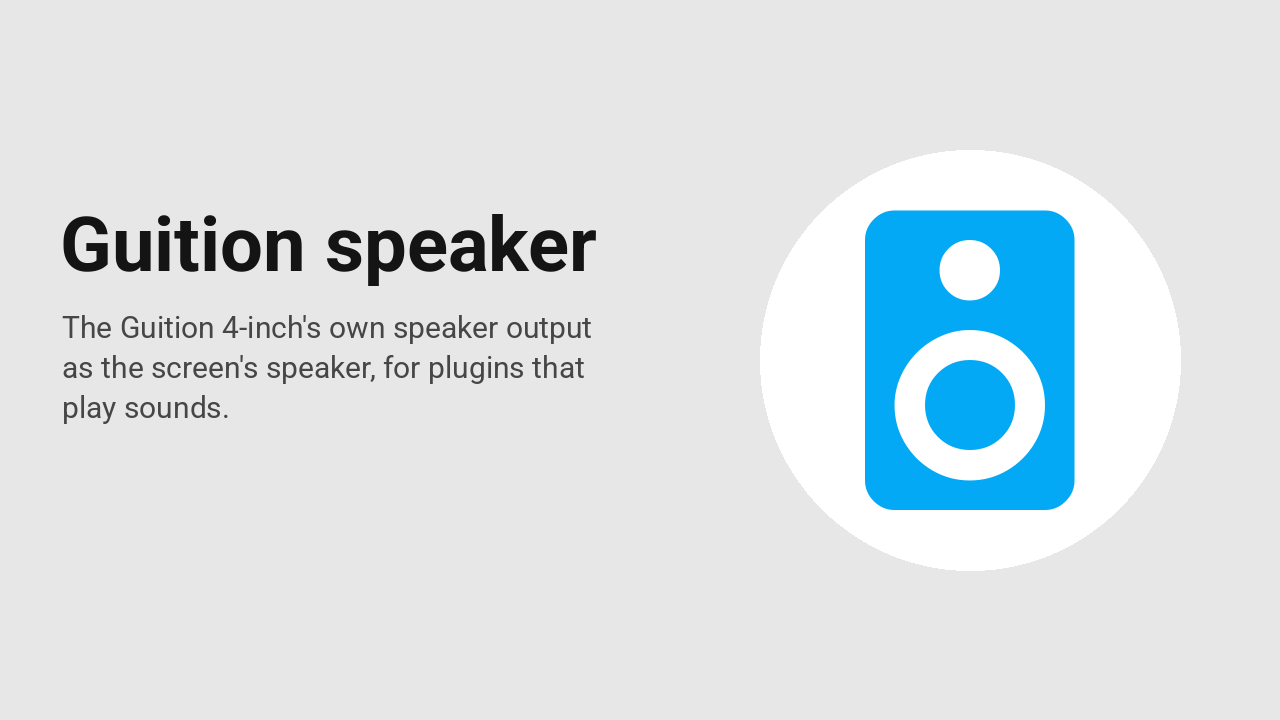 Guition speaker
The Guition 4-inch's own speaker output
as the screen's speaker, for plugins that
play sounds.